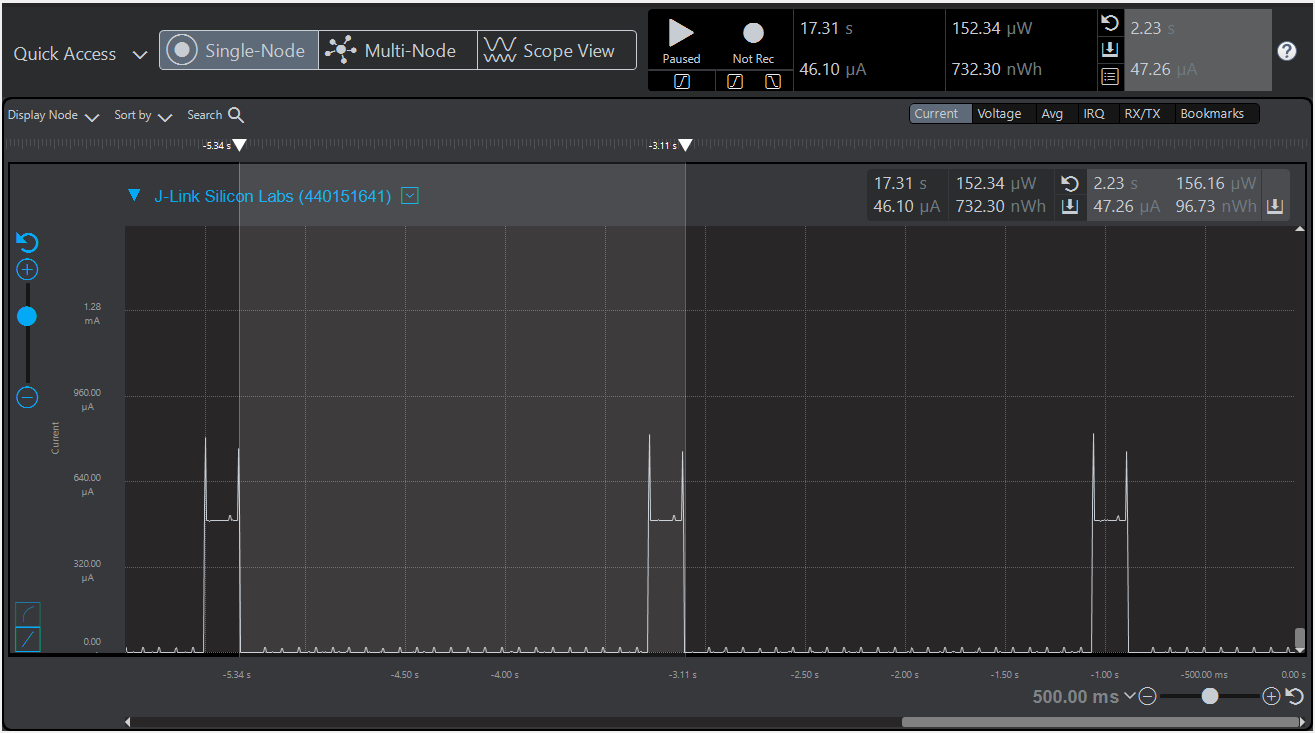 Quick Access
Single-Node
Multi-Node
Scope View
Paused
Not Rec
17.31 s
46.10 µA
152.34 µW
732.30 nWh
2.23 s
47.26 µA
?
Display Node
Sort by
Search
Current
Voltage
Avg
IRQ
RX/TX
Bookmarks
-5.34 s
-3.11 s
J-Link Silicon Labs (440151641)
17.31 s
46.10 µA
152.34 µW
732.30 nWh
2.23 s
47.26 µA
156.16 µW
96.73 nWh
1.28
mA
960.00
µA
640.00
µA
320.00
µA
0.00
Current
-5.34 s
-4.50 s
-4.00 s
-3.11 s
-2.50 s
-2.00 s
-1.50 s
-1.00 s
-500.00 ms
0.00 s
500.00 ms